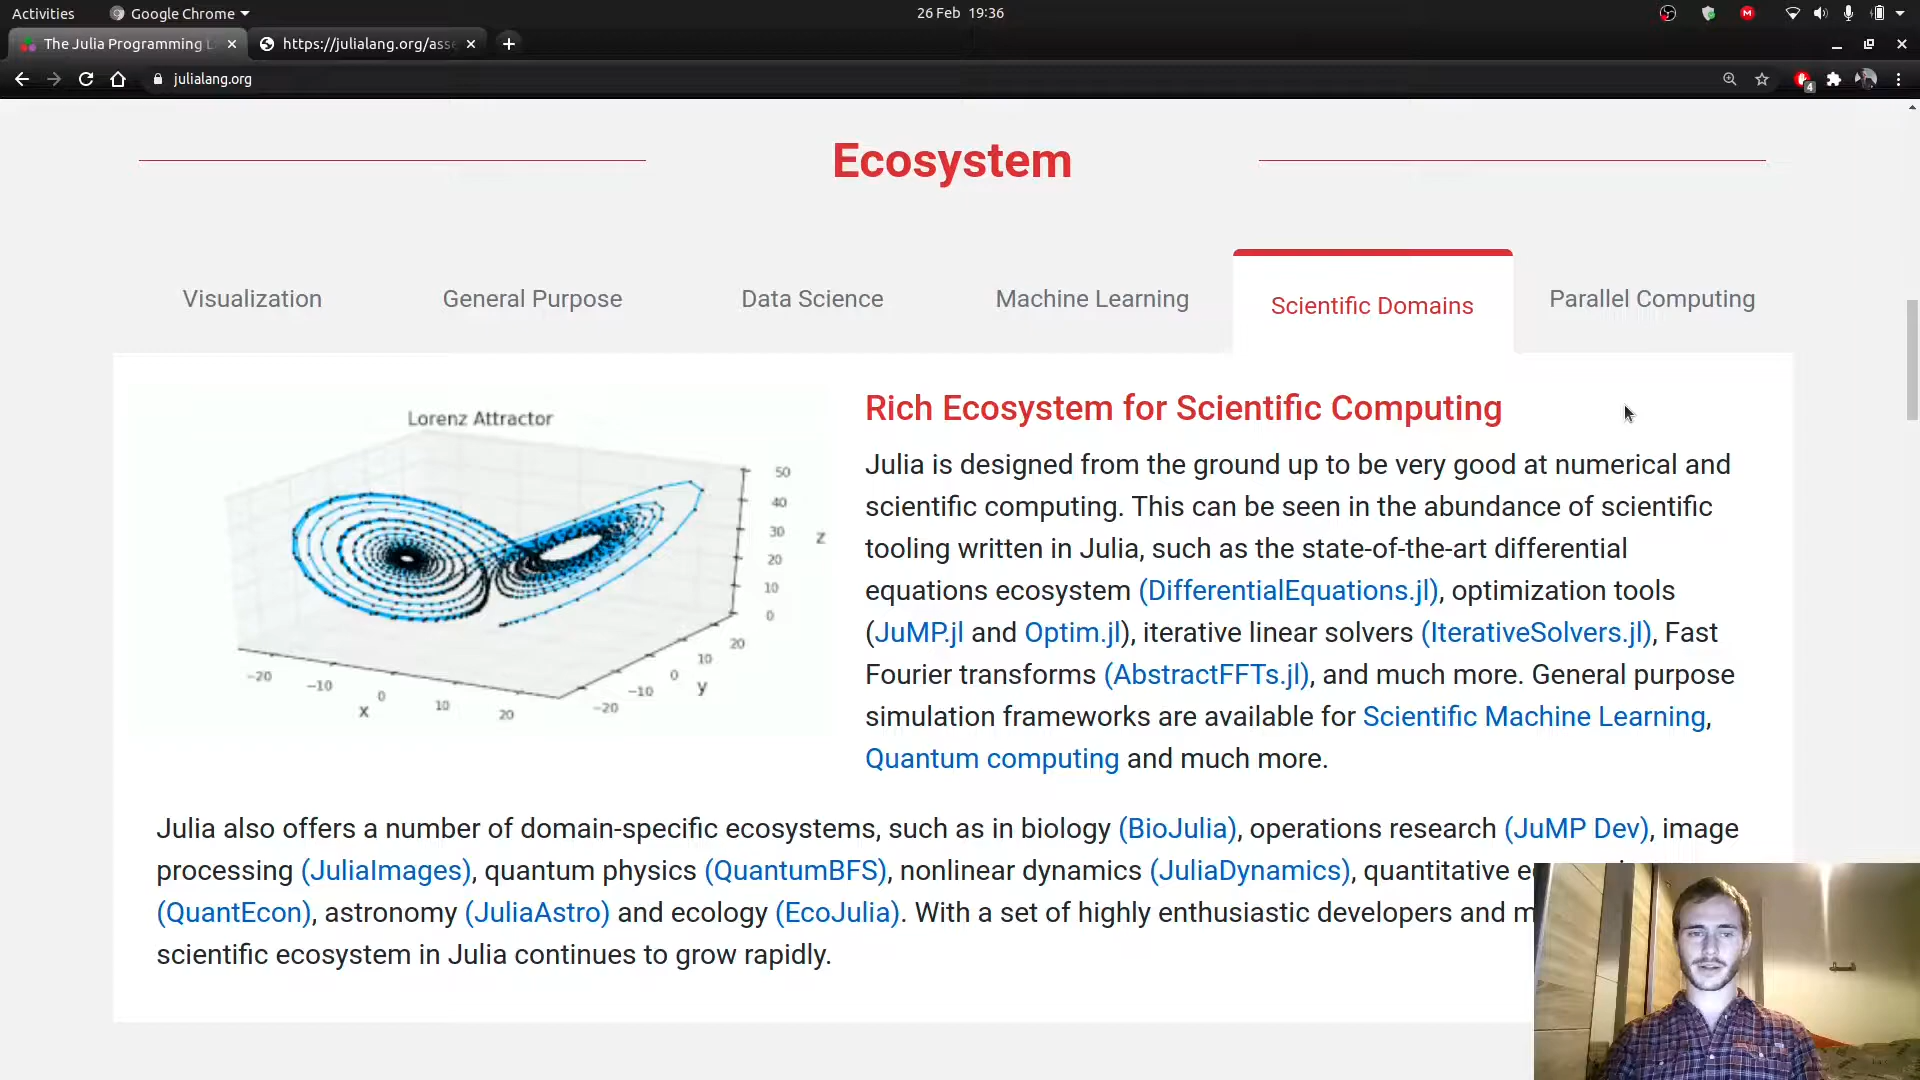 Activities
Google Chrome
26 Feb 19:36
M
The Julia Programming L
https://julialang.org/asse
julialang.org
4
Ecosystem
Visualization
General Purpose
Data Science
Machine Learning
Scientific Domains
Parallel Computing
Lorenz Attractor
50
40
30
20
10
0
z
−20
−10
0
10
20
x
−20
−10
0
10
20
y
Rich Ecosystem for Scientific Computing
Julia is designed from the ground up to be very good at numerical and
scientific computing. This can be seen in the abundance of scientific
tooling written in Julia, such as the state-of-the-art differential
equations ecosystem (DifferentialEquations.jl), optimization tools
(JuMP.jl and Optim.jl), iterative linear solvers (IterativeSolvers.jl), Fast
Fourier transforms (AbstractFFTs.jl), and much more. General purpose
simulation frameworks are available for Scientific Machine Learning,
Quantum computing and much more.
Julia also offers a number of domain-specific ecosystems, such as in biology (BioJulia), operations research (JuMP Dev), image
processing (JuliaImages), quantum physics (QuantumBFS), nonlinear dynamics (JuliaDynamics), quantitative
(QuantEcon), astronomy (JuliaAstro) and ecology (EcoJulia). With a set of highly enthusiastic developers and
scientific ecosystem in Julia continues to grow rapidly.